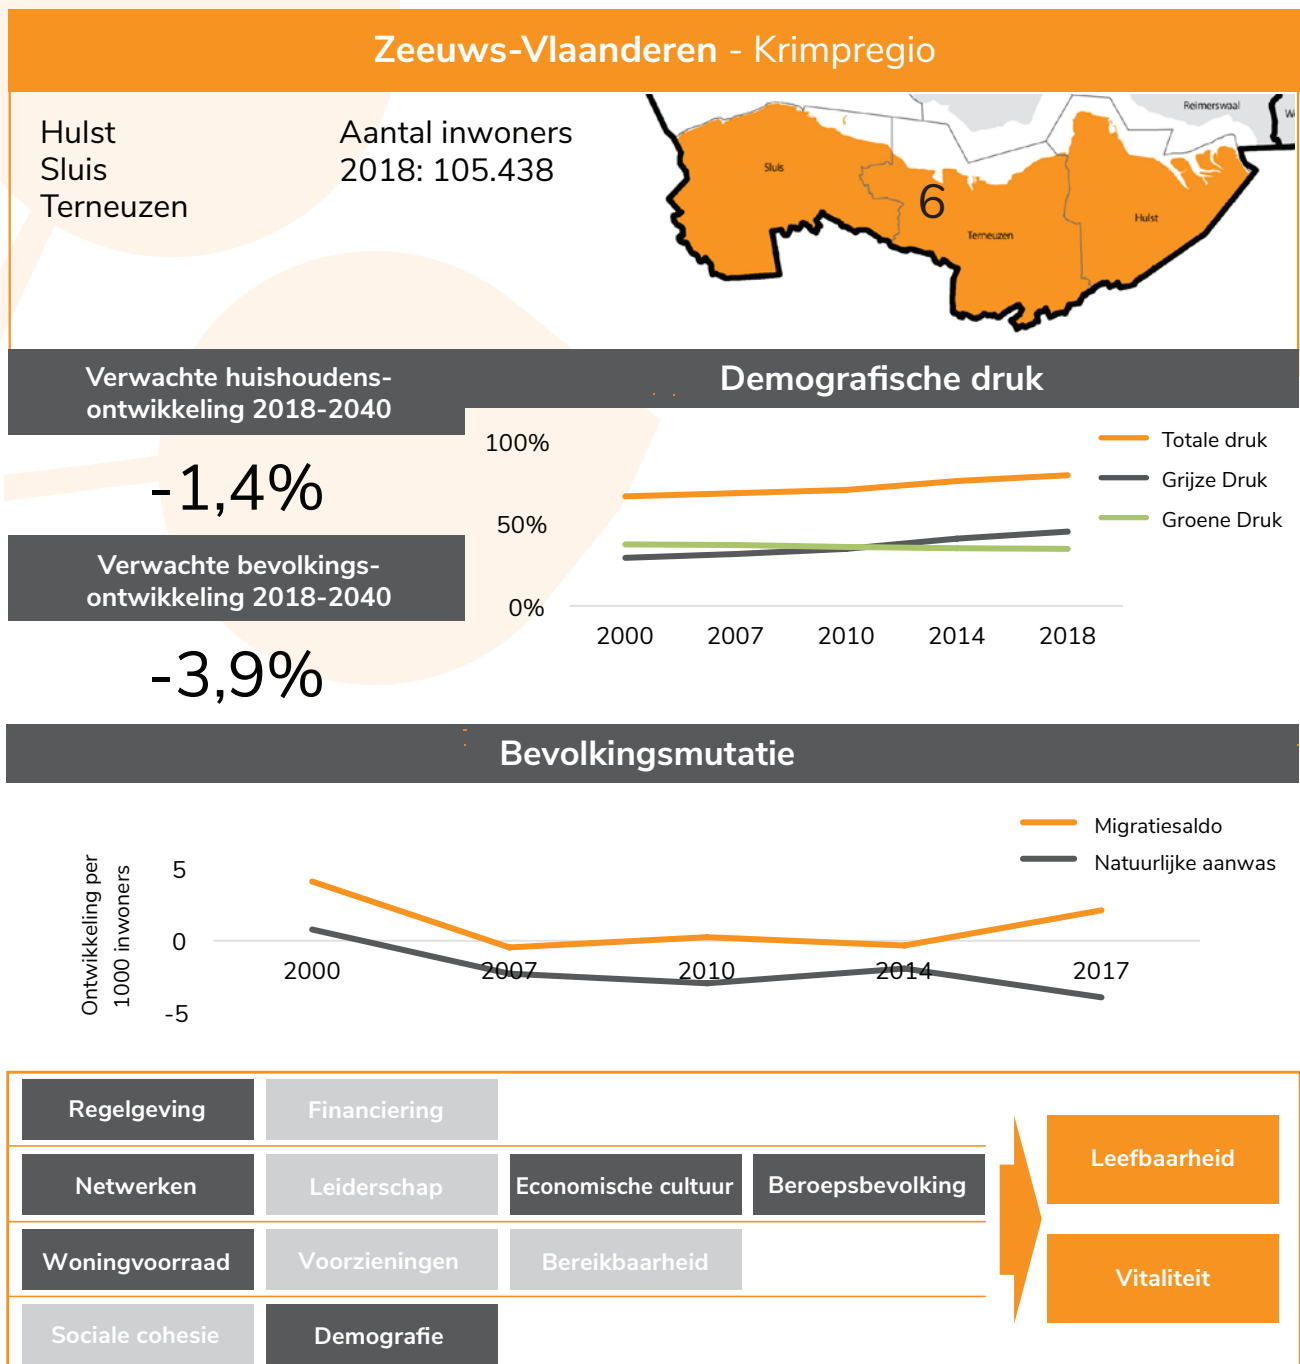 Zeeuws-Vlaanderen - Krimpregio
Hulst
Sluis
Terneuzen
Aantal inwoners
2018: 105.438
Reimerswaal
Sluis
6
Terneuzen
Hulst
Verwachte huishoudens-
ontwikkeling 2018-2040
-1,4%
Verwachte bevolkings-
ontwikkeling 2018-2040
-3,9%
Demografische druk
100%
50%
0%
2000 2007 2010 2014 2018
Totale druk
Grijze Druk
Groene Druk
Bevolkingsmutatie
Migratiesaldo
Natuurlijke aanwas
Ontwikkeling per
1000 inwoners
5
0
-5
2000 2007 2010 2014 2017
Regelgeving Financiering
Netwerken Leiderschap Economische cultuur Beroepsbevolking
Woningvoorraad Voorzieningen Bereikbaarheid
Sociale cohesie Demografie
Leefbaarheid
Vitaliteit